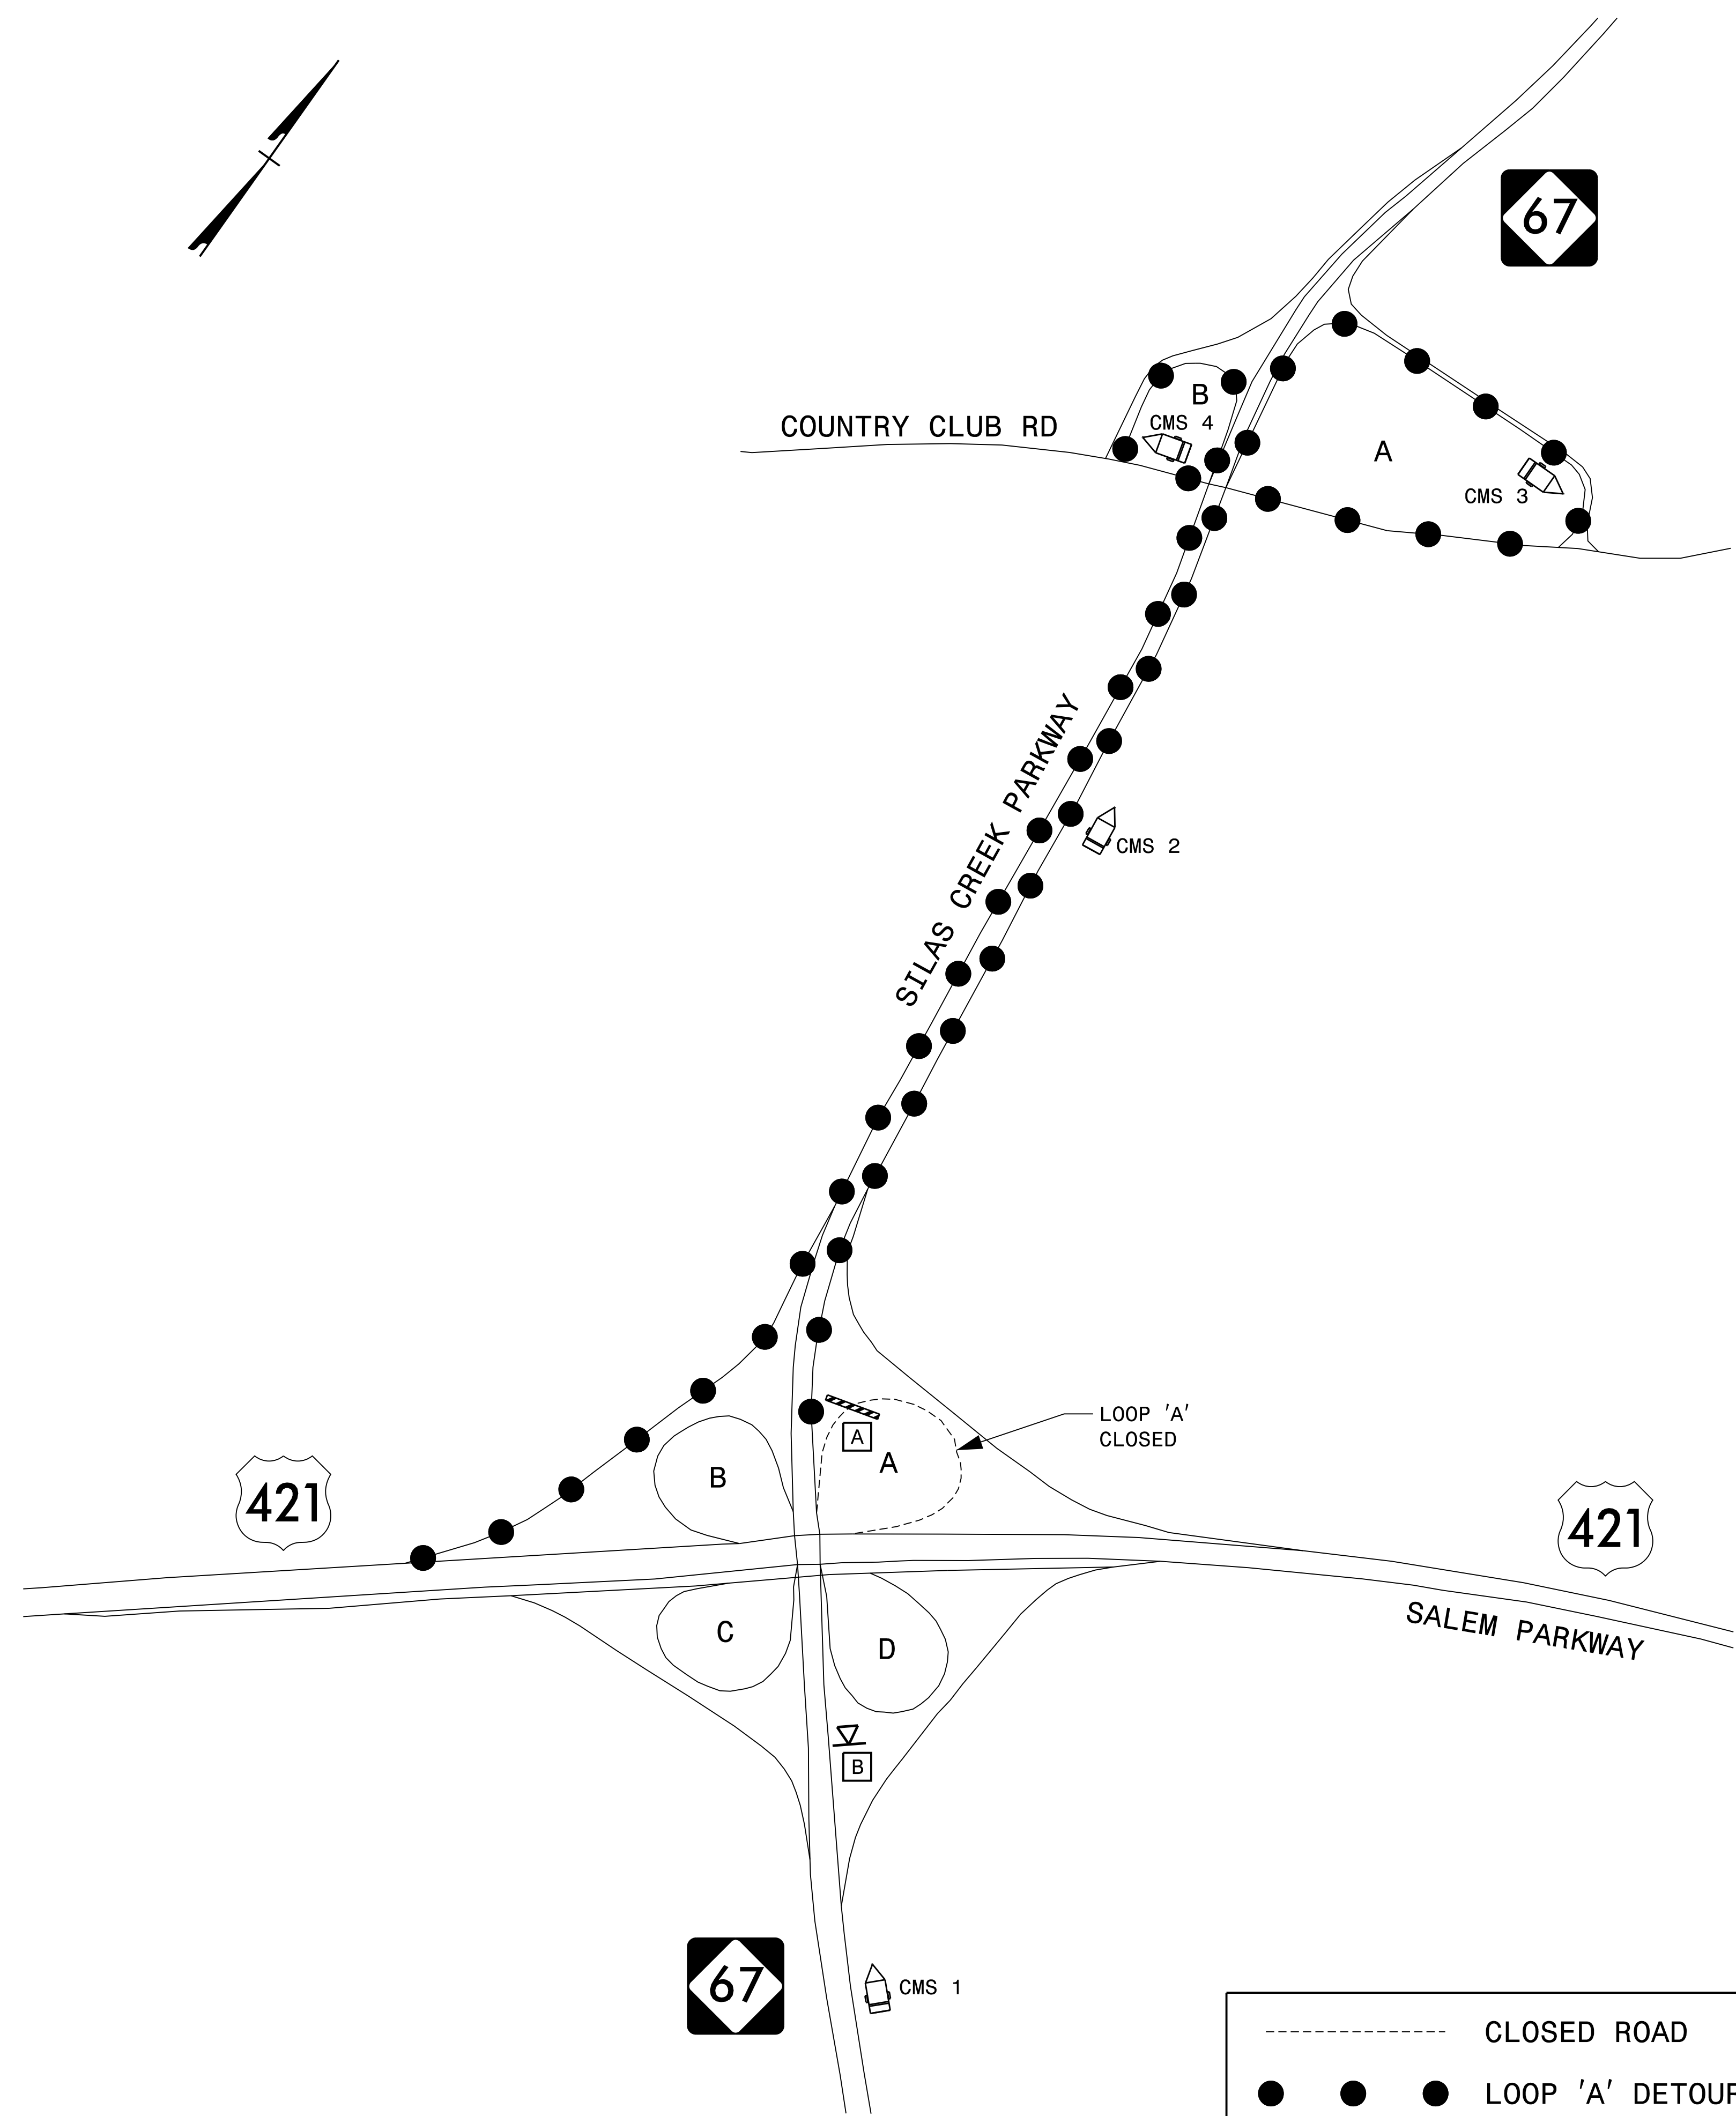 67
COUNTRY CLUB RD
B
CMS 4
A
CMS 3
SILAS CREEK PARKWAY
CMS 2
LOOP 'A'
CLOSED
A
A
B
421
421
SALEM PARKWAY
C
D
B
67
CMS 1
CLOSED ROAD
LOOP 'A' DETOUR